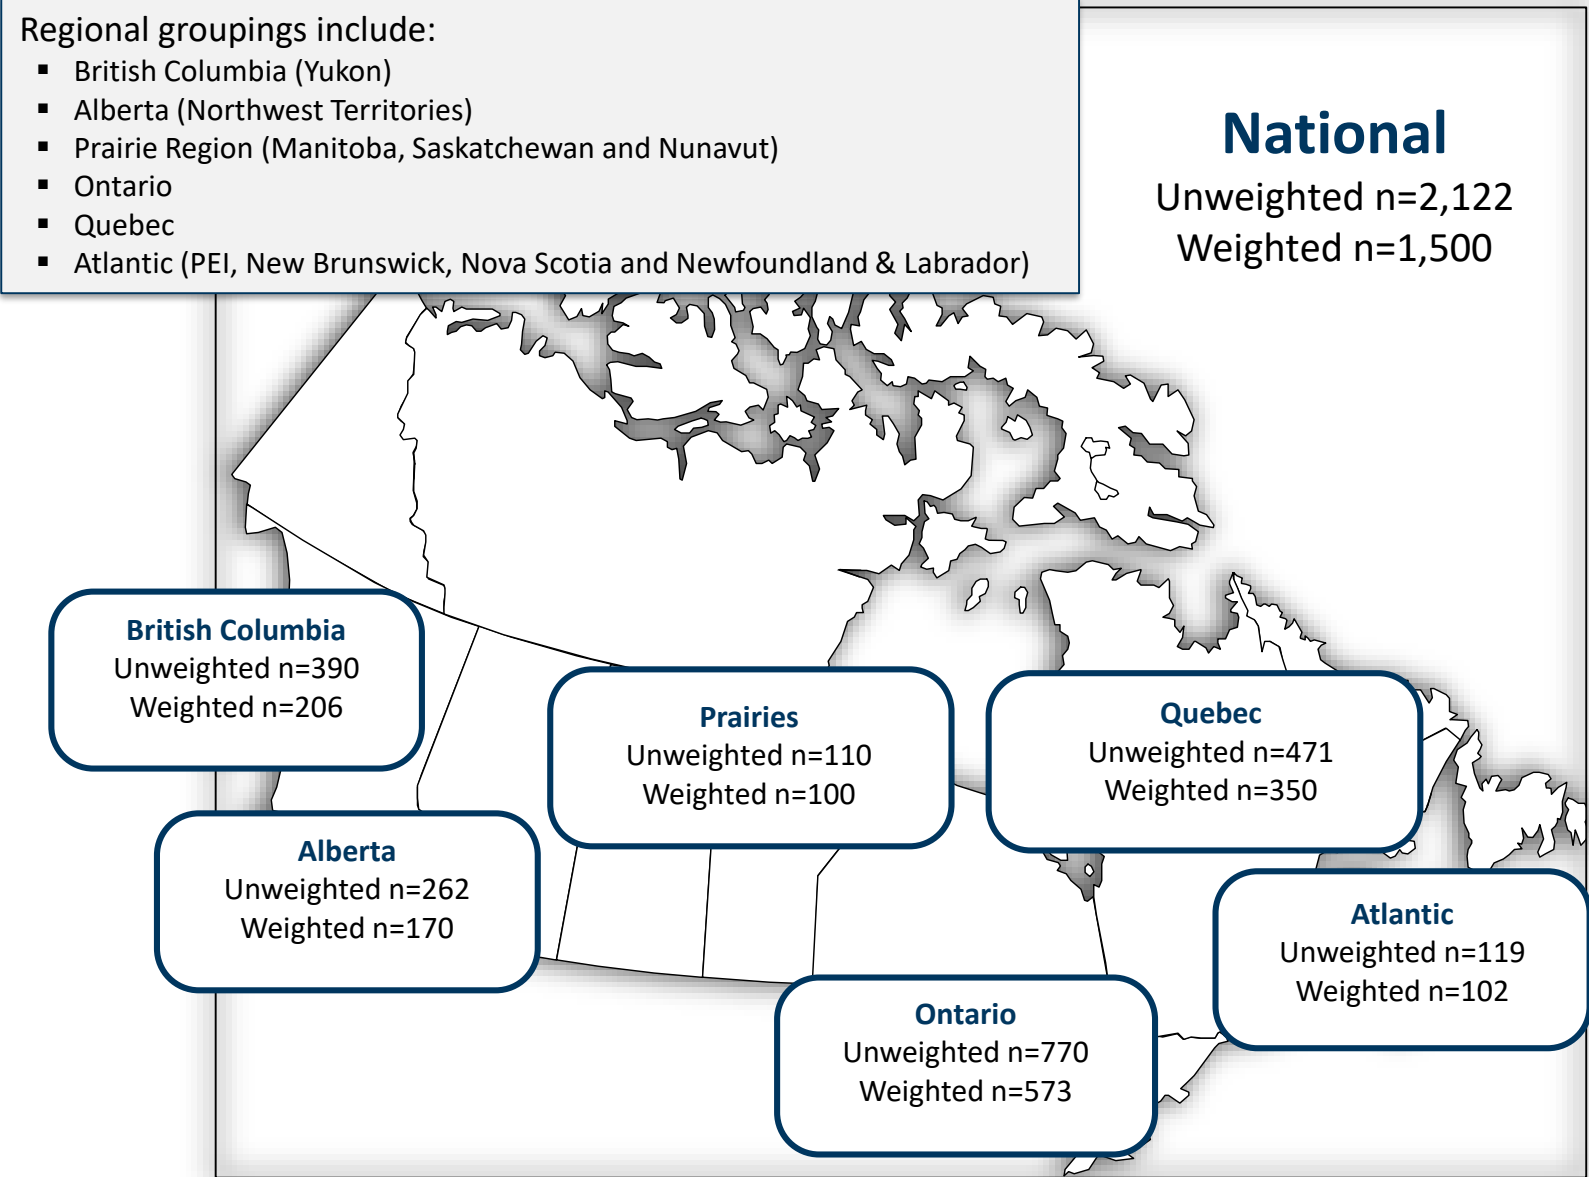 Regional groupings include:
▪ British Columbia (Yukon)
▪ Alberta (Northwest Territories)
▪ Prairie Region (Manitoba, Saskatchewan and Nunavut)
▪ Ontario
▪ Quebec
▪ Atlantic (PEI, New Brunswick, Nova Scotia and Newfoundland & Labrador)
National
Unweighted n=2,122
Weighted n=1,500
British Columbia
Unweighted n=390
Weighted n=206
Prairies
Unweighted n=110
Weighted n=100
Quebec
Unweighted n=471
Weighted n=350
Alberta
Unweighted n=262
Weighted n=170
Atlantic
Unweighted n=119
Weighted n=102
Ontario
Unweighted n=770
Weighted n=573